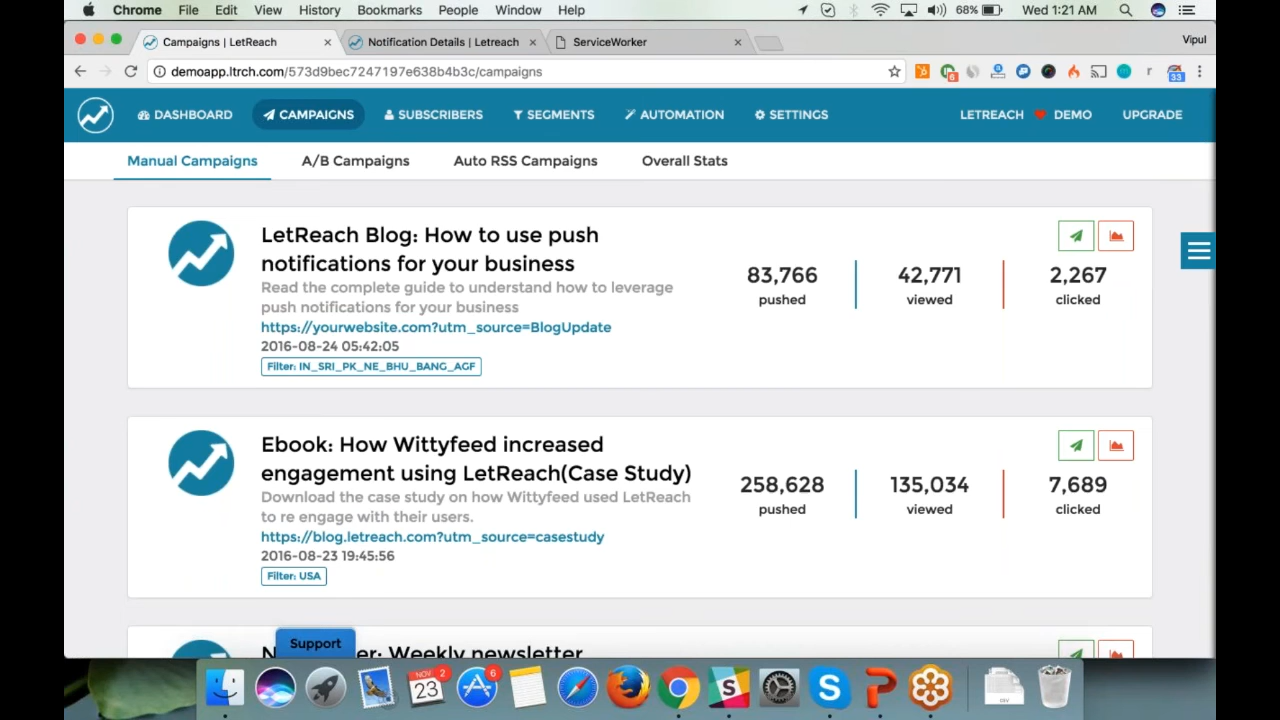 Chrome File Edit View History Bookmarks People Window Help 68% Wed 1:21 AM
Campaigns | LetReach Notification Details | Letreach ServiceWorker Vipul
demoapp.ltrch.com/573d9bec7247197e638b4b3c/campaigns
6 r 33
DASHBOARD CAMPAIGNS SUBSCRIBERS SEGMENTS AUTOMATION SETTINGS LETREACH DEMO UPGRADE
Manual Campaigns A/B Campaigns Auto RSS Campaigns Overall Stats
LetReach Blog: How to use push
notifications for your business
Read the complete guide to understand how to leverage
push notifications for your business
https://yourwebsite.com?utm_source=BlogUpdate
2016-08-24 05:42:05
Filter: IN_SRI_PK_NE_BHU_BANG_AGF
83,766 42,771 2,267
pushed viewed clicked
Ebook: How Wittyfeed increased
engagement using LetReach(Case Study)
Download the case study on how Wittyfeed used LetReach
to re engage with their users.
https://blog.letreach.com?utm_source=casestudy
2016-08-23 19:45:56
Filter: USA
258,628 135,034 7,689
pushed viewed clicked
Support
er: Weekly newsletter
NOV 2
23
6